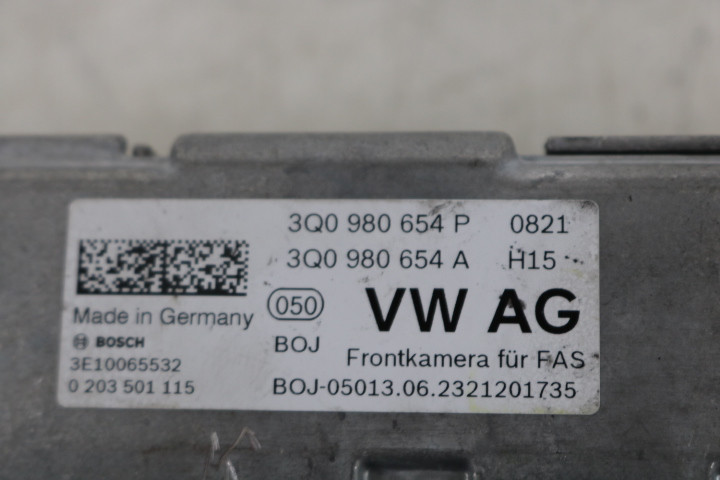 3Q0 980 654 P 0821
3Q0 980 654 A H15
Made in Germany 050 VW AG
BOSCH BOJ
Frontkamera für FAS
3E10065532
0 203 501 115 BOJ-05013.06.2321201735